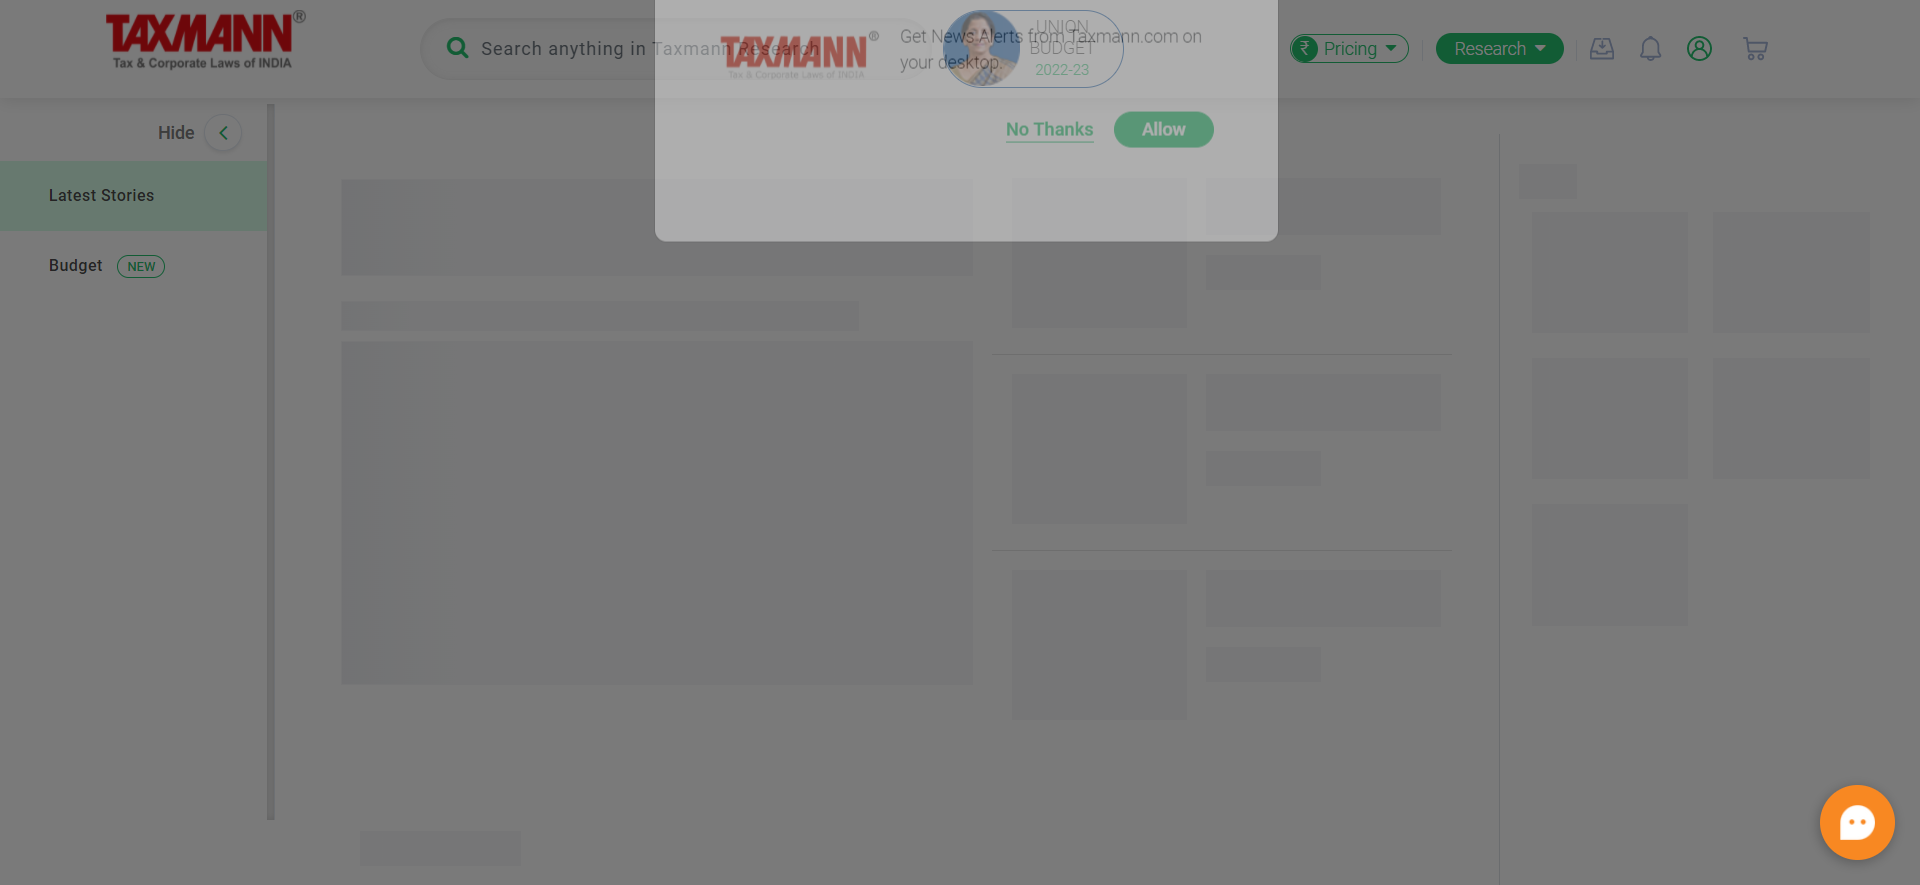 TAXMANN®
Tax & Corporate Laws of INDIA
Search anything in Taxmann Research
UNION
BUDGET
2022-23
₹ Pricing
Research
TAXMANN®
Tax & Corporate Laws of INDIA
Get News Alerts from Taxmann.com on
your desktop.
No Thanks
Allow
Hide
Latest Stories
Budget NEW